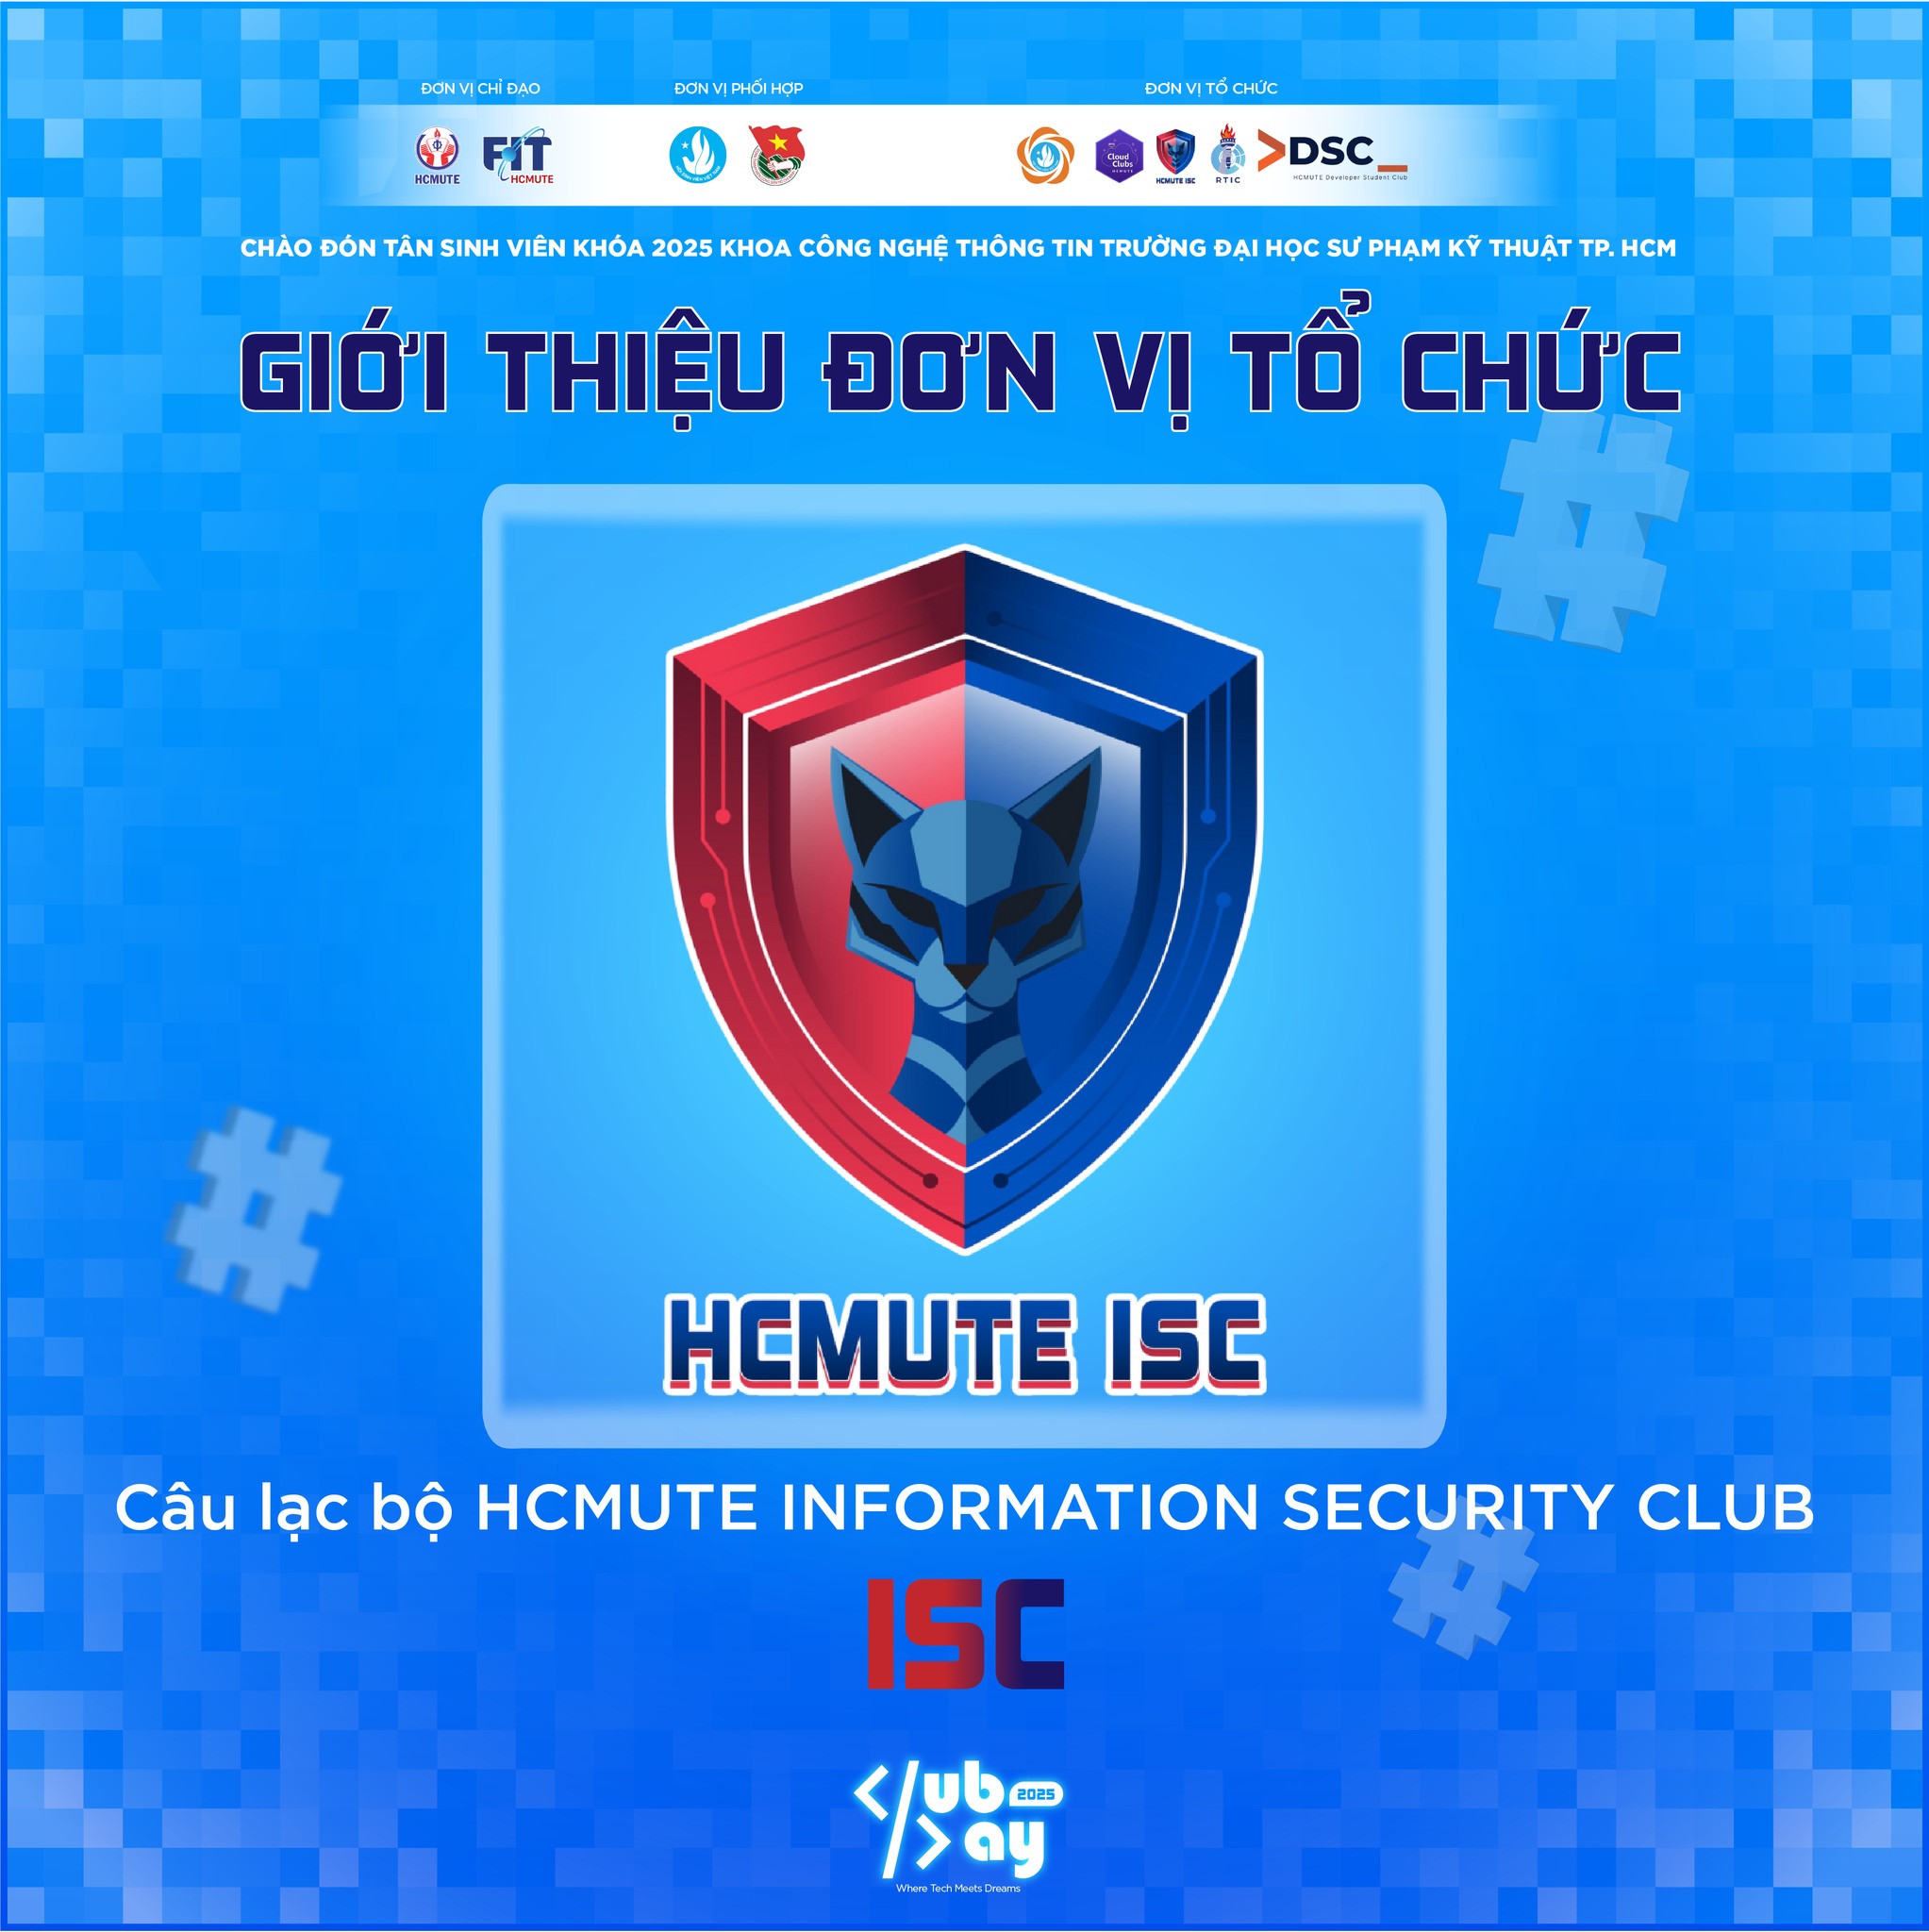 ĐƠN VỊ CHỈ ĐẠO
ĐƠN VỊ PHỐI HỢP
ĐƠN VỊ TỔ CHỨC
HCMUTE
FIT
HCMUTE
Cloud
Clubs
HCMUTE
HCMUTE ISC
RTIC
>DSC_
HCMUTE Developer Student Club
CHÀO ĐÓN TÂN SINH VIÊN KHÓA 2025 KHOA CÔNG NGHỆ THÔNG TIN TRƯỜNG ĐẠI HỌC SƯ PHẠM KỸ THUẬT TP. HCM
GIỚI THIỆU ĐƠN VỊ TỔ CHỨC
HCMUTE ISC
Câu lạc bộ HCMUTE INFORMATION SECURITY CLUB
ISC
</ub 2025
>ay
Where Tech Meets Dreams